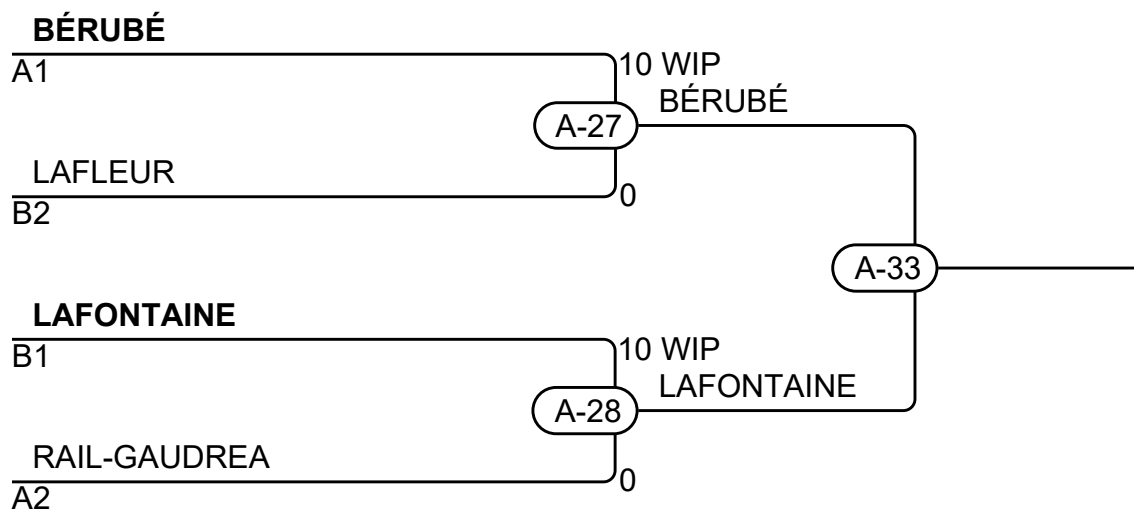 BÉRUBÉ
A1
10 WIP
BÉRUBÉ
A-27
LAFLEUR
B2
0
A-33
LAFONTAINE
B1
10 WIP
LAFONTAINE
A-28
RAIL-GAUDREA
A2
0